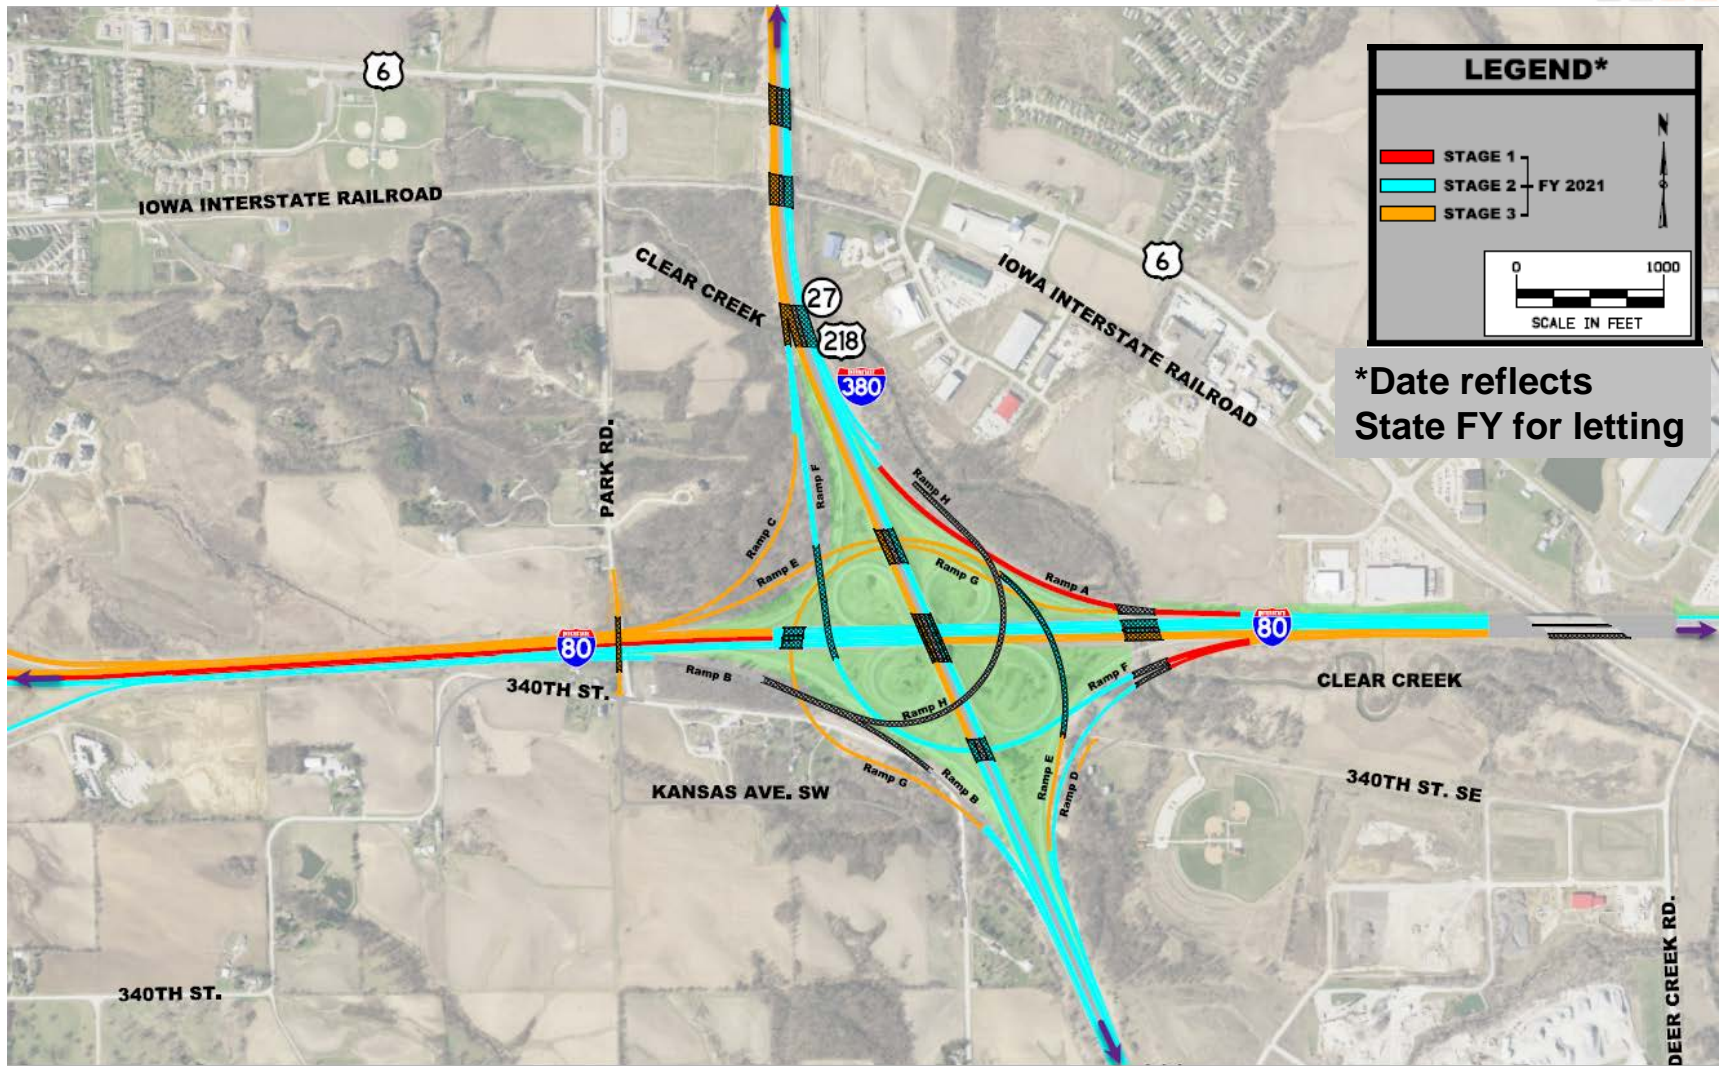 6
LEGEND*
N
STAGE 1
STAGE 2
FY 2021
STAGE 3
0 1000
SCALE IN FEET
*Date reflects
State FY for letting
IOWA INTERSTATE RAILROAD
CLEAR CREEK
27
218
INTERSTATE
380
6
IOWA INTERSTATE RAILROAD
PARK RD.
Ramp F
Ramp H
Ramp C
Ramp E
Ramp G
Ramp A
INTERSTATE
80
INTERSTATE
80
340TH ST.
Ramp B
Ramp H
Ramp F
CLEAR CREEK
KANSAS AVE. SW
Ramp G
Ramp B
Ramp E
Ramp D
340TH ST. SE
340TH ST.
DEER CREEK RD.